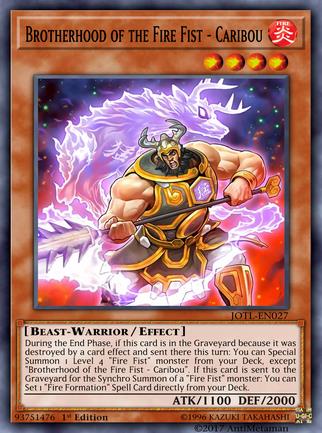 BROTHERHOOD OF THE FIRE FIST - CARIBOU
FIRE
炎
JOTL-EN027
[BEAST-WARRIOR / EFFECT]
During the End Phase, if this card is in the Graveyard because it was
destroyed by a card effect and sent there this turn: You can Special
Summon 1 Level 4 "Fire Fist" monster from your Deck, except
"Brotherhood of the Fire Fist - Caribou". If this card is sent to the
Graveyard for the Synchro Summon of a "Fire Fist" monster: You can
Set 1 "Fire Formation" Spell Card directly from your Deck.
ATK/1100 DEF/2000
93751476 1st Edition ©1996 KAZUKI TAKAHASHI
©2017 AntiMetaman